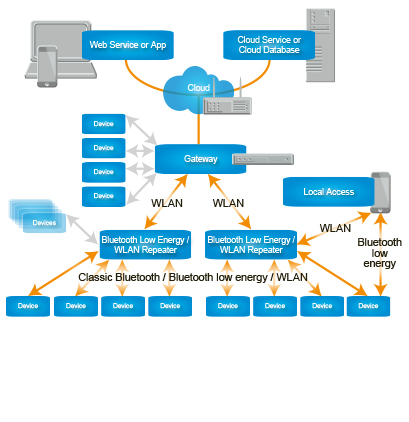 Web Service or App
Cloud Service or
Cloud Database
Cloud
Device
Device
Device
Device
Gateway
Local Access
WLAN
WLAN
Devices
WLAN
Bluetooth Low Energy /
WLAN Repeater
Bluetooth Low Energy /
WLAN Repeater
Bluetooth
low
energy
Classic Bluetooth / Bluetooth low energy / WLAN
Device
Device
Device
Device
Device
Device
Device
Device